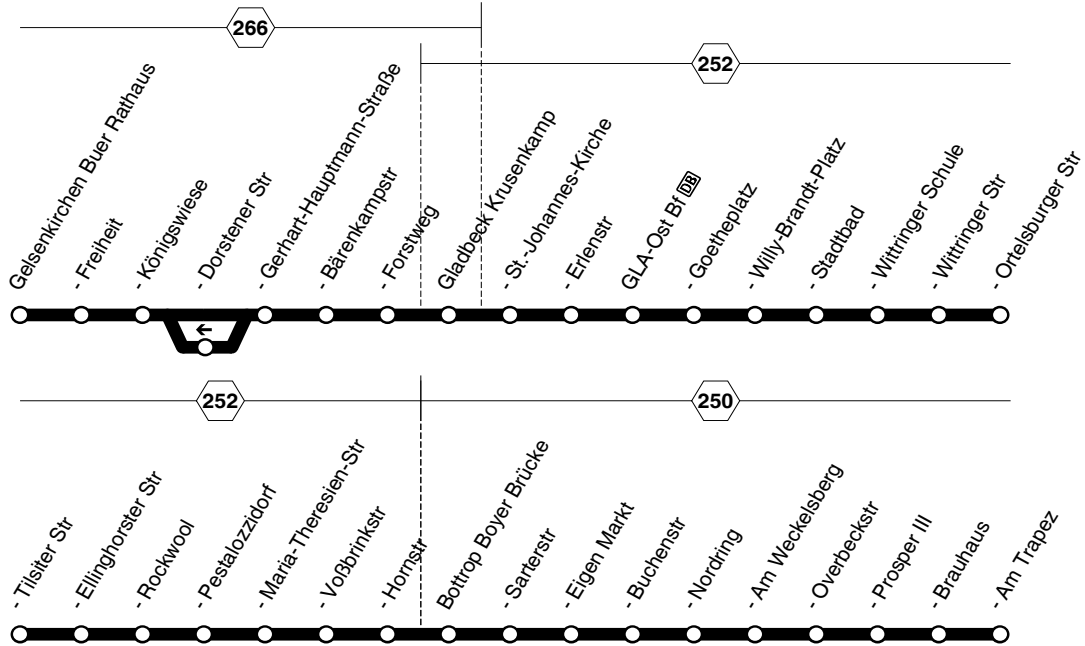 266
252
Gelsenkirchen Buer Rathaus
- Freiheit
- Königswiese
- Dorstener Str
- Gerhart-Hauptmann-Straße
- Bärenkampstr
- Forstweg
Gladbeck Krusenkamp
- St.-Johannes-Kirche
- Erlenstr
GLA-Ost Bf DB
- Goetheplatz
- Willy-Brandt-Platz
- Stadtbad
- Wittringer Schule
- Wittringer Str
- Ortelsburger Str
252
250
- Tilsiter Str
- Ellinghorster Str
- Rockwool
- Pestalozzidorf
- Maria-Theresien-Str
- Voßbrinkstr
- Hornstr
Bottrop Boyer Brücke
- Sarterstr
- Eigen Markt
- Buchenstr
- Nordring
- Am Weckelsberg
- Overbeckstr
- Prosper III
- Brauhaus
- Am Trapez